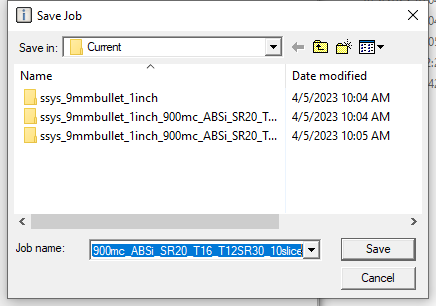 Save Job
Save in: Current
Name Date modified
ssys_9mmbullet_1inch 4/5/2023 10:04 AM
ssys_9mmbullet_1inch_900mc_ABSi_SR20_T... 4/5/2023 10:04 AM
ssys_9mmbullet_1inch_900mc_ABSi_SR20_T... 4/5/2023 10:05 AM
Job name: 900mc_ABSi_SR20_T16_T12SR30_10slice Save
Cancel